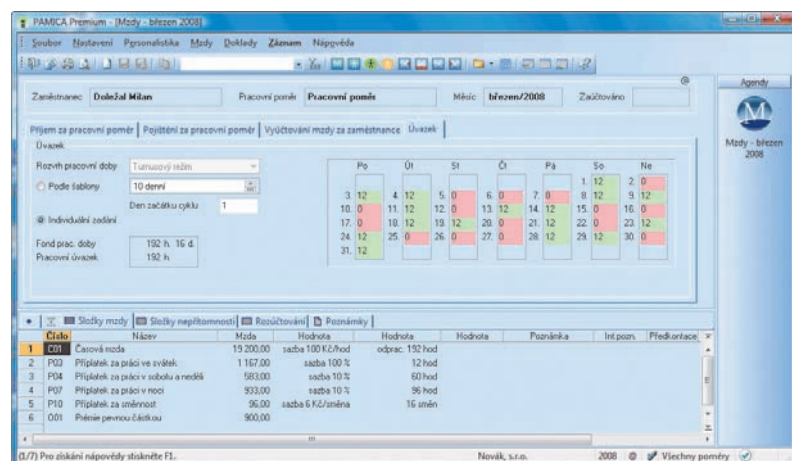 PAMICA Premium - [Mzdy - březen 2008]
Soubor Nastavení Personalistika Mzdy Doklady Záznam Nápověda
@ Agendy
Zaměstnanec Doležal Milan Pracovní poměr Pracovní poměr Měsíc březen/2008 Zaúčtováno
Mzdy - březen
2008
Příjem za pracovní poměr Pojištění za pracovní poměr Vyúčtování mzdy za zaměstnance Úvazek
Úvazek
Rozvrh pracovní doby Turnusový režim
Po Út St Čt Pá So Ne
1. 12 2. 0
Podle šablony 10 denní
3. 12 4. 12 5. 0 6. 0 7. 0 8. 12 9. 12
Den začátku cyklu 1
10. 0 11. 12 12. 0 13. 12 14. 12 15. 0 16. 0
Individuální zadání
17. 0 18. 12 19. 12 20. 0 21. 12 22. 0 23. 12
Fond prac. doby 192 h. 16 d.
24. 12 25. 0 26. 0 27. 0 28. 12 29. 12 30. 0
Pracovní úvazek 192 h.
31. 12
Složky mzdy Složky nepřítomnosti Rozúčtování Poznámky
Číslo Název Mzda Hodnota Hodnota Hodnota Poznámka Int.pozn. Předkontace
1 C01 Časová mzda 19 200,00 sazba 100 Kč/hod odprac. 192 hod
2 P03 Příplatek za práci ve svátek 1 167,00 sazba 100 % 12 hod
3 P04 Příplatek za práci v sobotu a neděli 583,00 sazba 10 % 60 hod
4 P07 Příplatek za práci v noci 933,00 sazba 10 % 96 hod
5 P10 Příplatek za směnnost 96,00 sazba 6 Kč/směna 16 směn
6 O01 Prémie pevnou částkou 900,00
(1/7) Pro získání nápovědy stiskněte F1. Novák, s.r.o. 2008 @ Všechny poměry